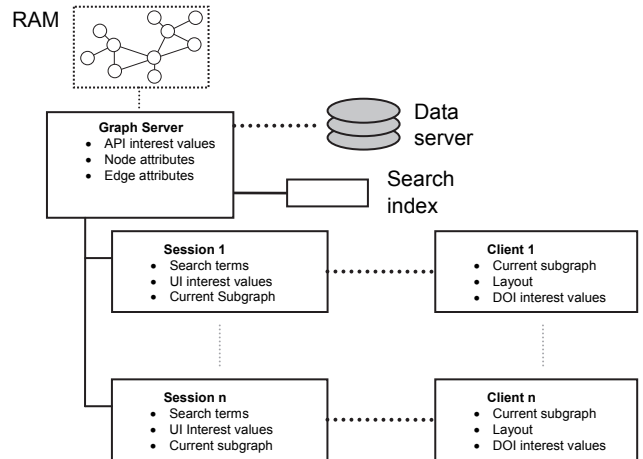 RAM
Graph Server
• API interest values
• Node attributes
• Edge attributes
Data
server
Search
index
Session 1
• Search terms
• UI interest values
• Current Subgraph
Client 1
• Current subgraph
• Layout
• DOI interest values
Session n
• Search terms
• UI Interest values
• Current subgraph
Client n
• Current subgraph
• Layout
• DOI interest values